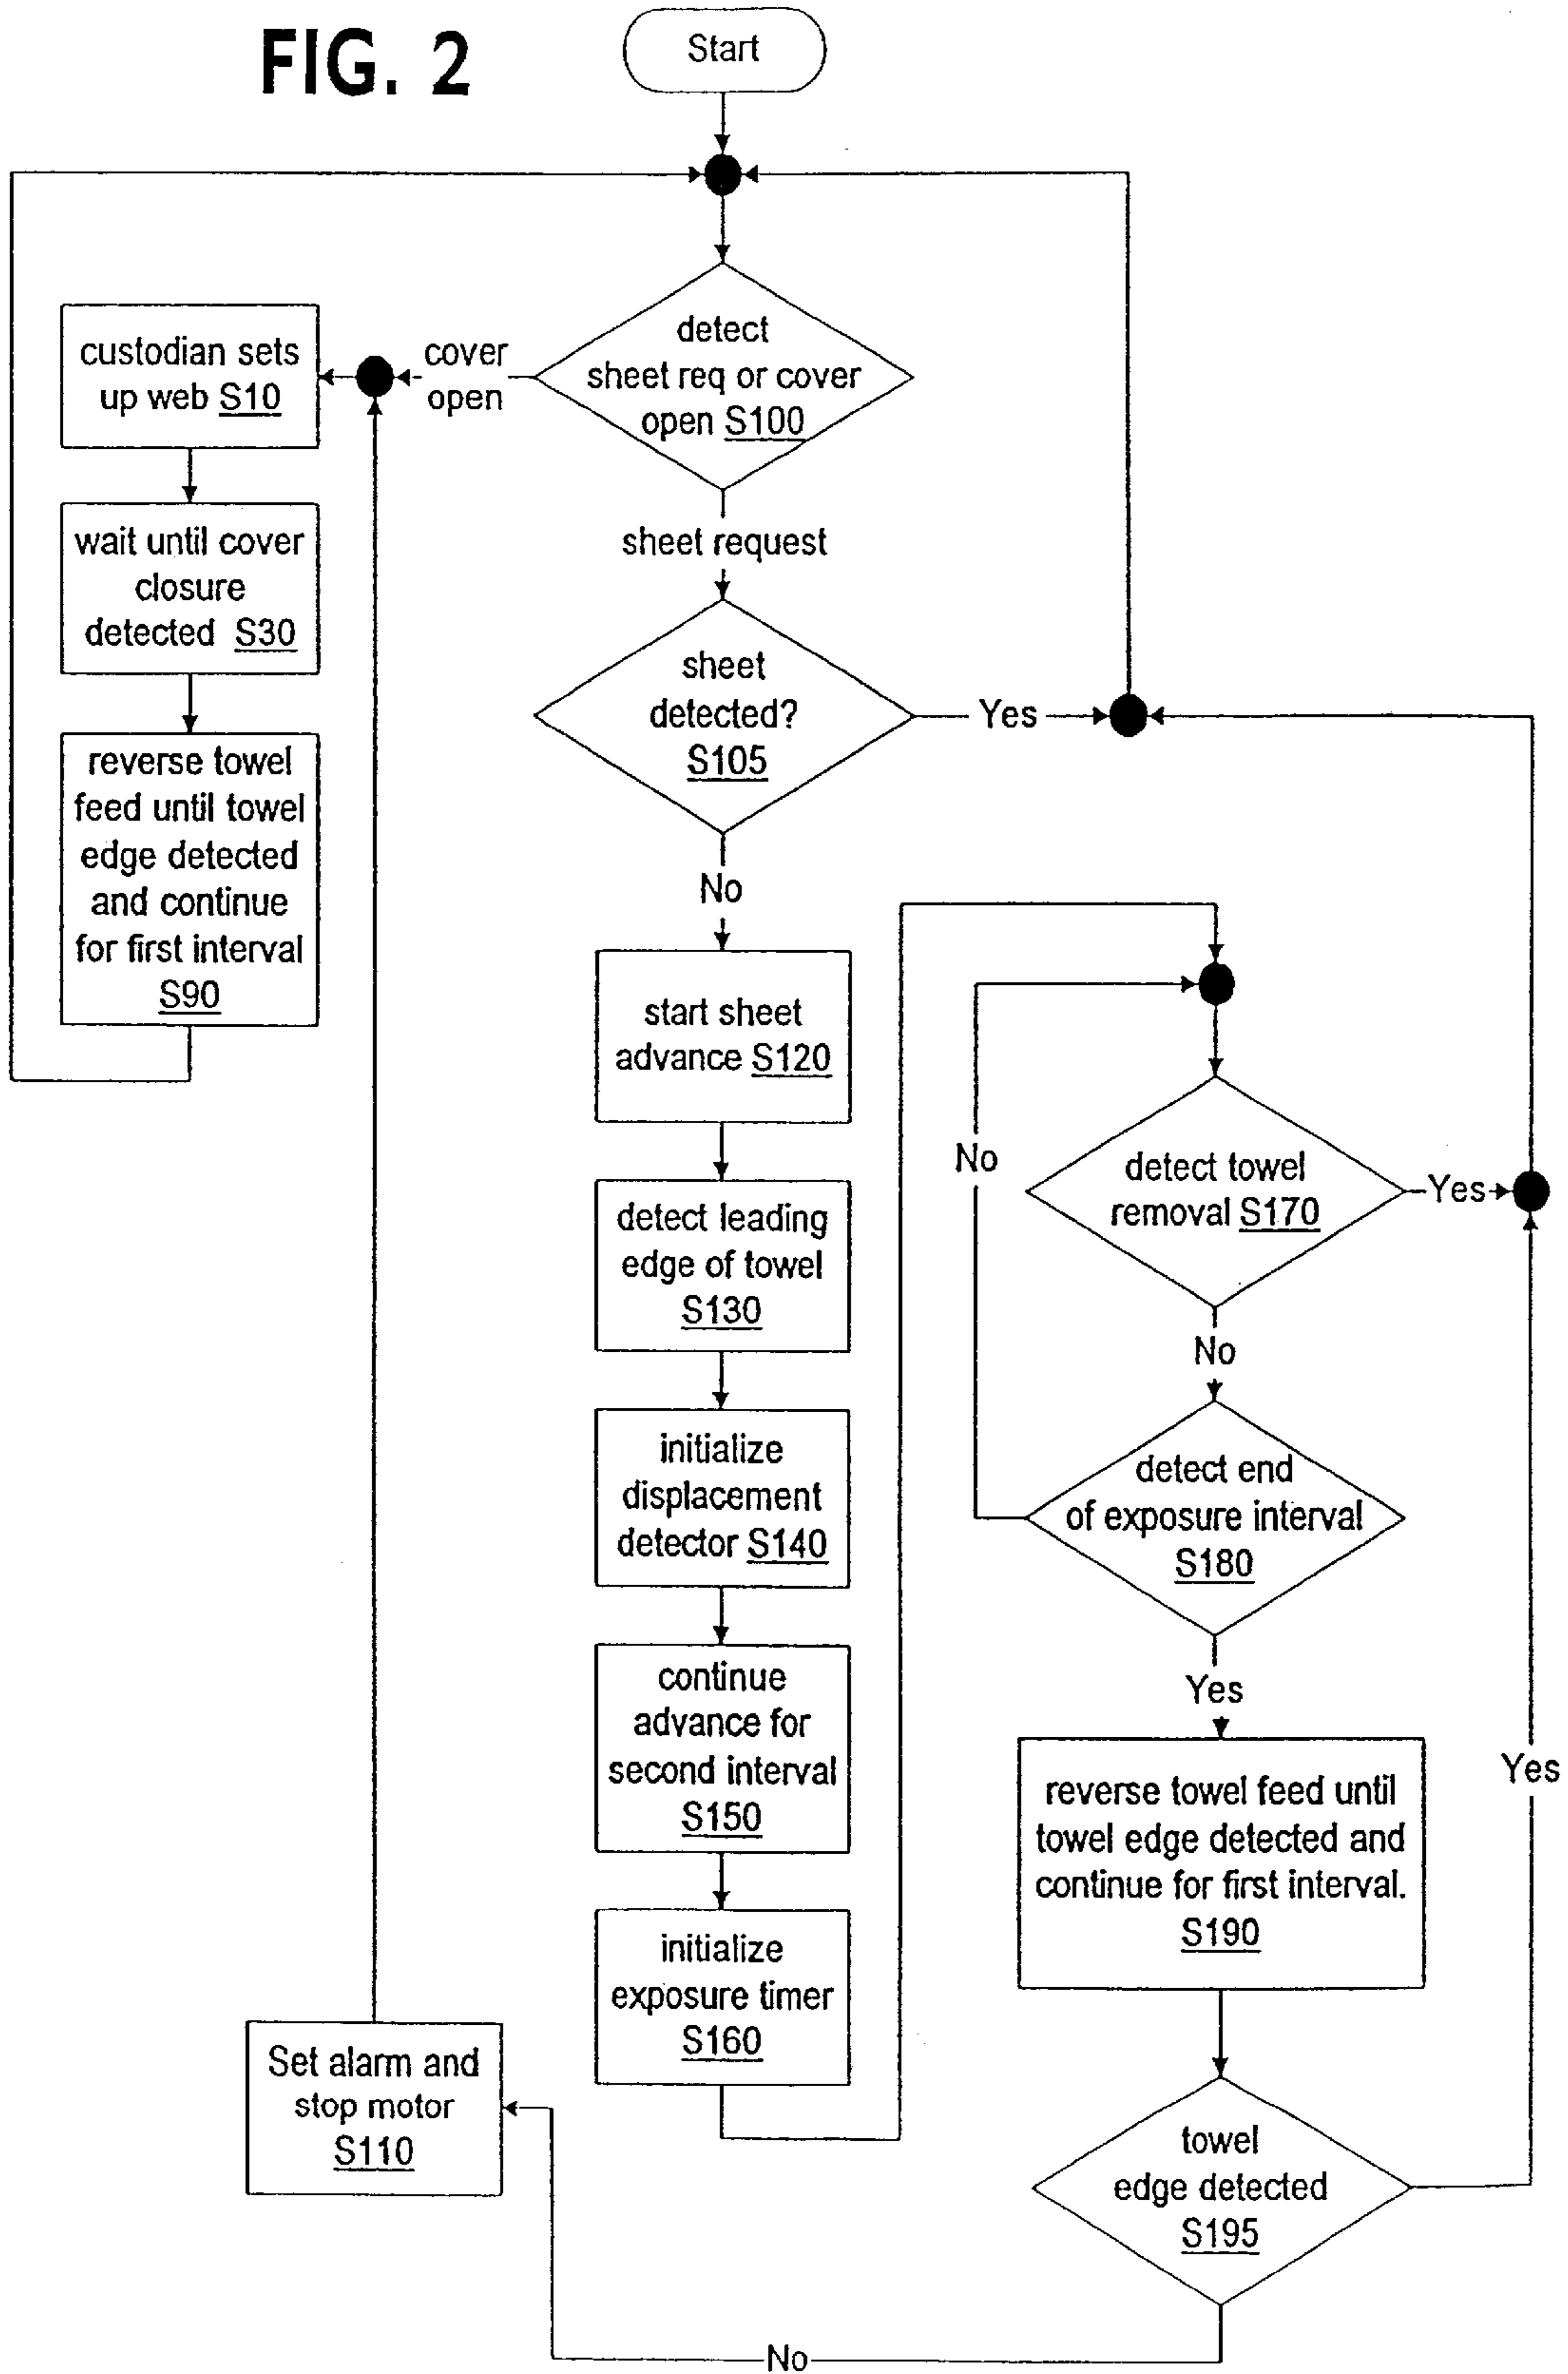 FIG. 2
Start
detect
sheet req or cover
open S100
cover
open
custodian sets
up web S10
wait until cover
closure
detected S30
reverse towel
feed until towel
edge detected
and continue
for first interval
S90
sheet request
sheet
detected?
S105
Yes
No
start sheet
advance S120
detect leading
edge of towel
S130
initialize
displacement
detector S140
continue
advance for
second interval
S150
initialize
exposure timer
S160
detect towel
removal S170
Yes
No
No
detect end
of exposure interval
S180
Yes
reverse towel feed until
towel edge detected and
continue for first interval.
S190
Yes
towel
edge detected
S195
Set alarm and
stop motor
S110
No